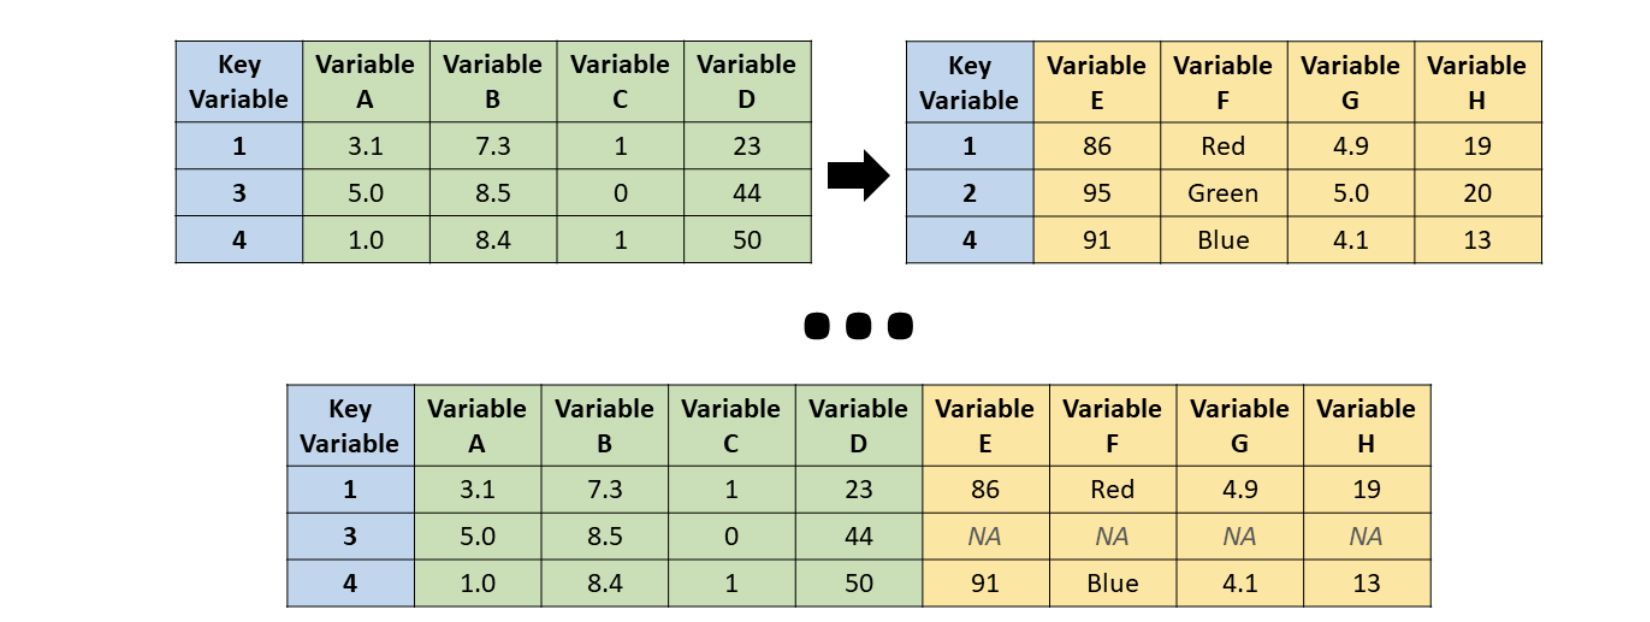 Key Variable | Variable A | Variable B | Variable C | Variable D
1 | 3.1 | 7.3 | 1 | 23
3 | 5.0 | 8.5 | 0 | 44
4 | 1.0 | 8.4 | 1 | 50
Key Variable | Variable E | Variable F | Variable G | Variable H
1 | 86 | Red | 4.9 | 19
2 | 95 | Green | 5.0 | 20
4 | 91 | Blue | 4.1 | 13
Key Variable | Variable A | Variable B | Variable C | Variable D | Variable E | Variable F | Variable G | Variable H
1 | 3.1 | 7.3 | 1 | 23 | 86 | Red | 4.9 | 19
3 | 5.0 | 8.5 | 0 | 44 | NA | NA | NA | NA
4 | 1.0 | 8.4 | 1 | 50 | 91 | Blue | 4.1 | 13